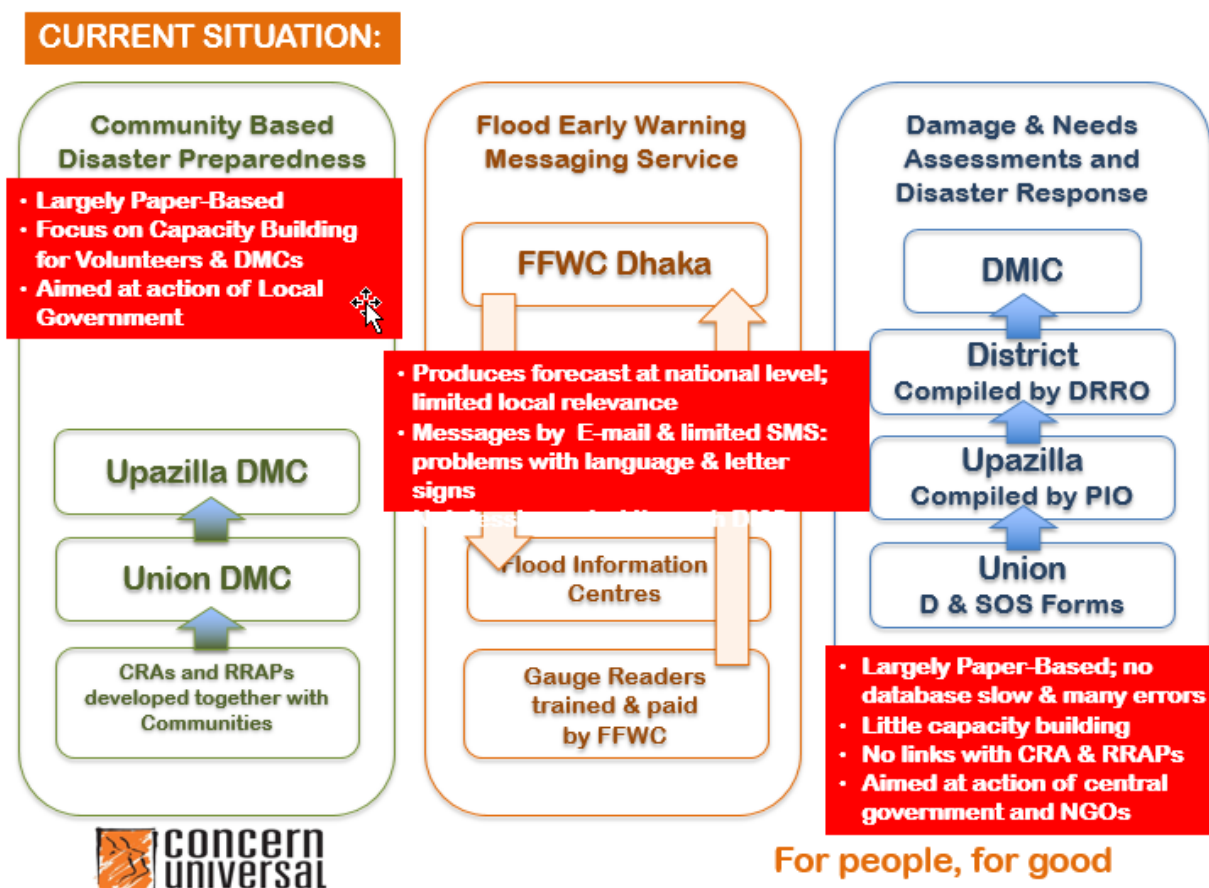 CURRENT SITUATION:
Community Based
Disaster Preparedness
• Largely Paper-Based
• Focus on Capacity Building
for Volunteers & DMCs
• Aimed at action of Local
Government
Upazilla DMC
Union DMC
CRAs and RRAPs
developed together with
Communities
Flood Early Warning
Messaging Service
FFWC Dhaka
• Produces forecast at national level;
limited local relevance
• Messages by E-mail & limited SMS:
problems with language & letter
signs
Flood Information
Centres
Gauge Readers
trained & paid
by FFWC
Damage & Needs
Assessments and
Disaster Response
DMIC
District
Compiled by DRRO
Upazilla
Compiled by PIO
Union
D & SOS Forms
• Largely Paper-Based; no
database slow & many errors
• Little capacity building
• No links with CRA & RRAPs
• Aimed at action of central
government and NGOs
concern
universal
For people, for good